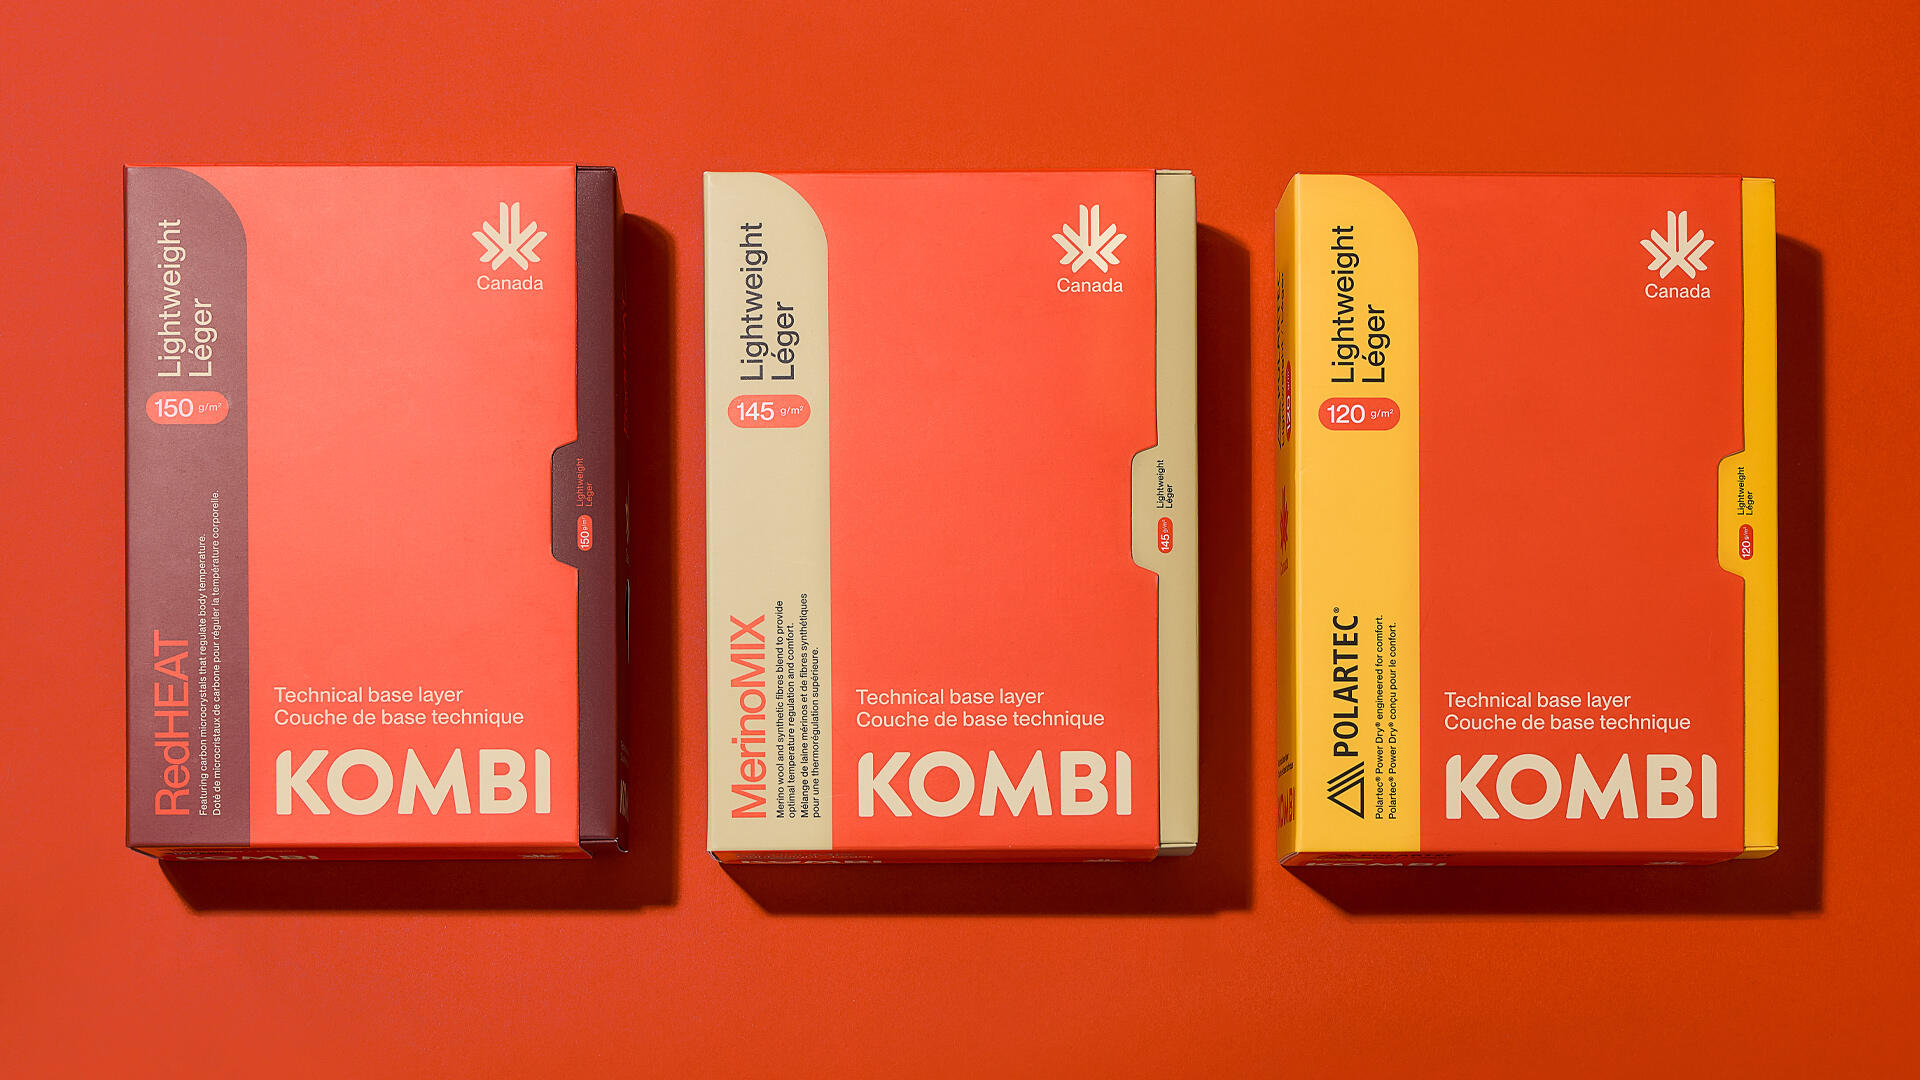 Lightweight
Léger
150 g/m²
RedHEAT
Featuring carbon microcrystals that regulate body temperature.
Doté de microcristaux de carbone pour réguler la température corporelle.
Canada
Technical base layer
Couche de base technique
KOMBI
Lightweight
Léger
150 g/m²
KOMBI
Lightweight
Léger
145 g/m²
MerinoMIX
Merino wool and synthetic fibres blend to provide
optimal temperature regulation and comfort.
Mélange de laine mérinos et de fibres synthétiques
pour une thermorégulation supérieure.
Canada
Technical base layer
Couche de base technique
KOMBI
Lightweight
Léger
145 g/m²
KOMBI
Lightweight
Léger
120 g/m²
POLARTEC®
Polartec® Power Dry® engineered for comfort.
Polartec® Power Dry® conçu pour le confort.
Canada
Technical base layer
Couche de base technique
KOMBI
Lightweight
Léger
120 g/m²
POLARTEC
KOMBI